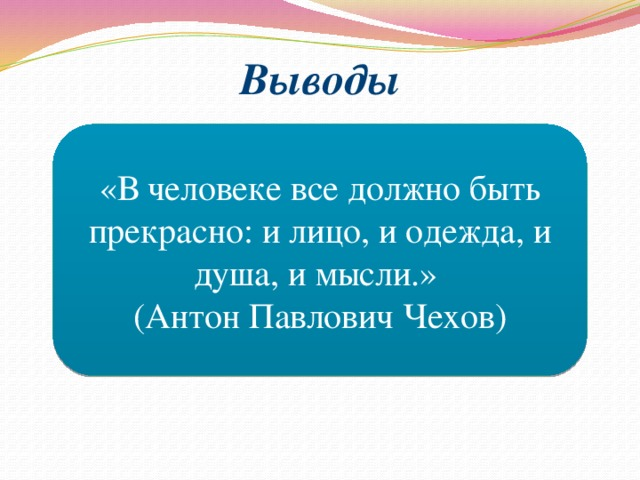 Выводы
«В человеке все должно быть
прекрасно: и лицо, и одежда, и
душа, и мысли.»
(Антон Павлович Чехов)